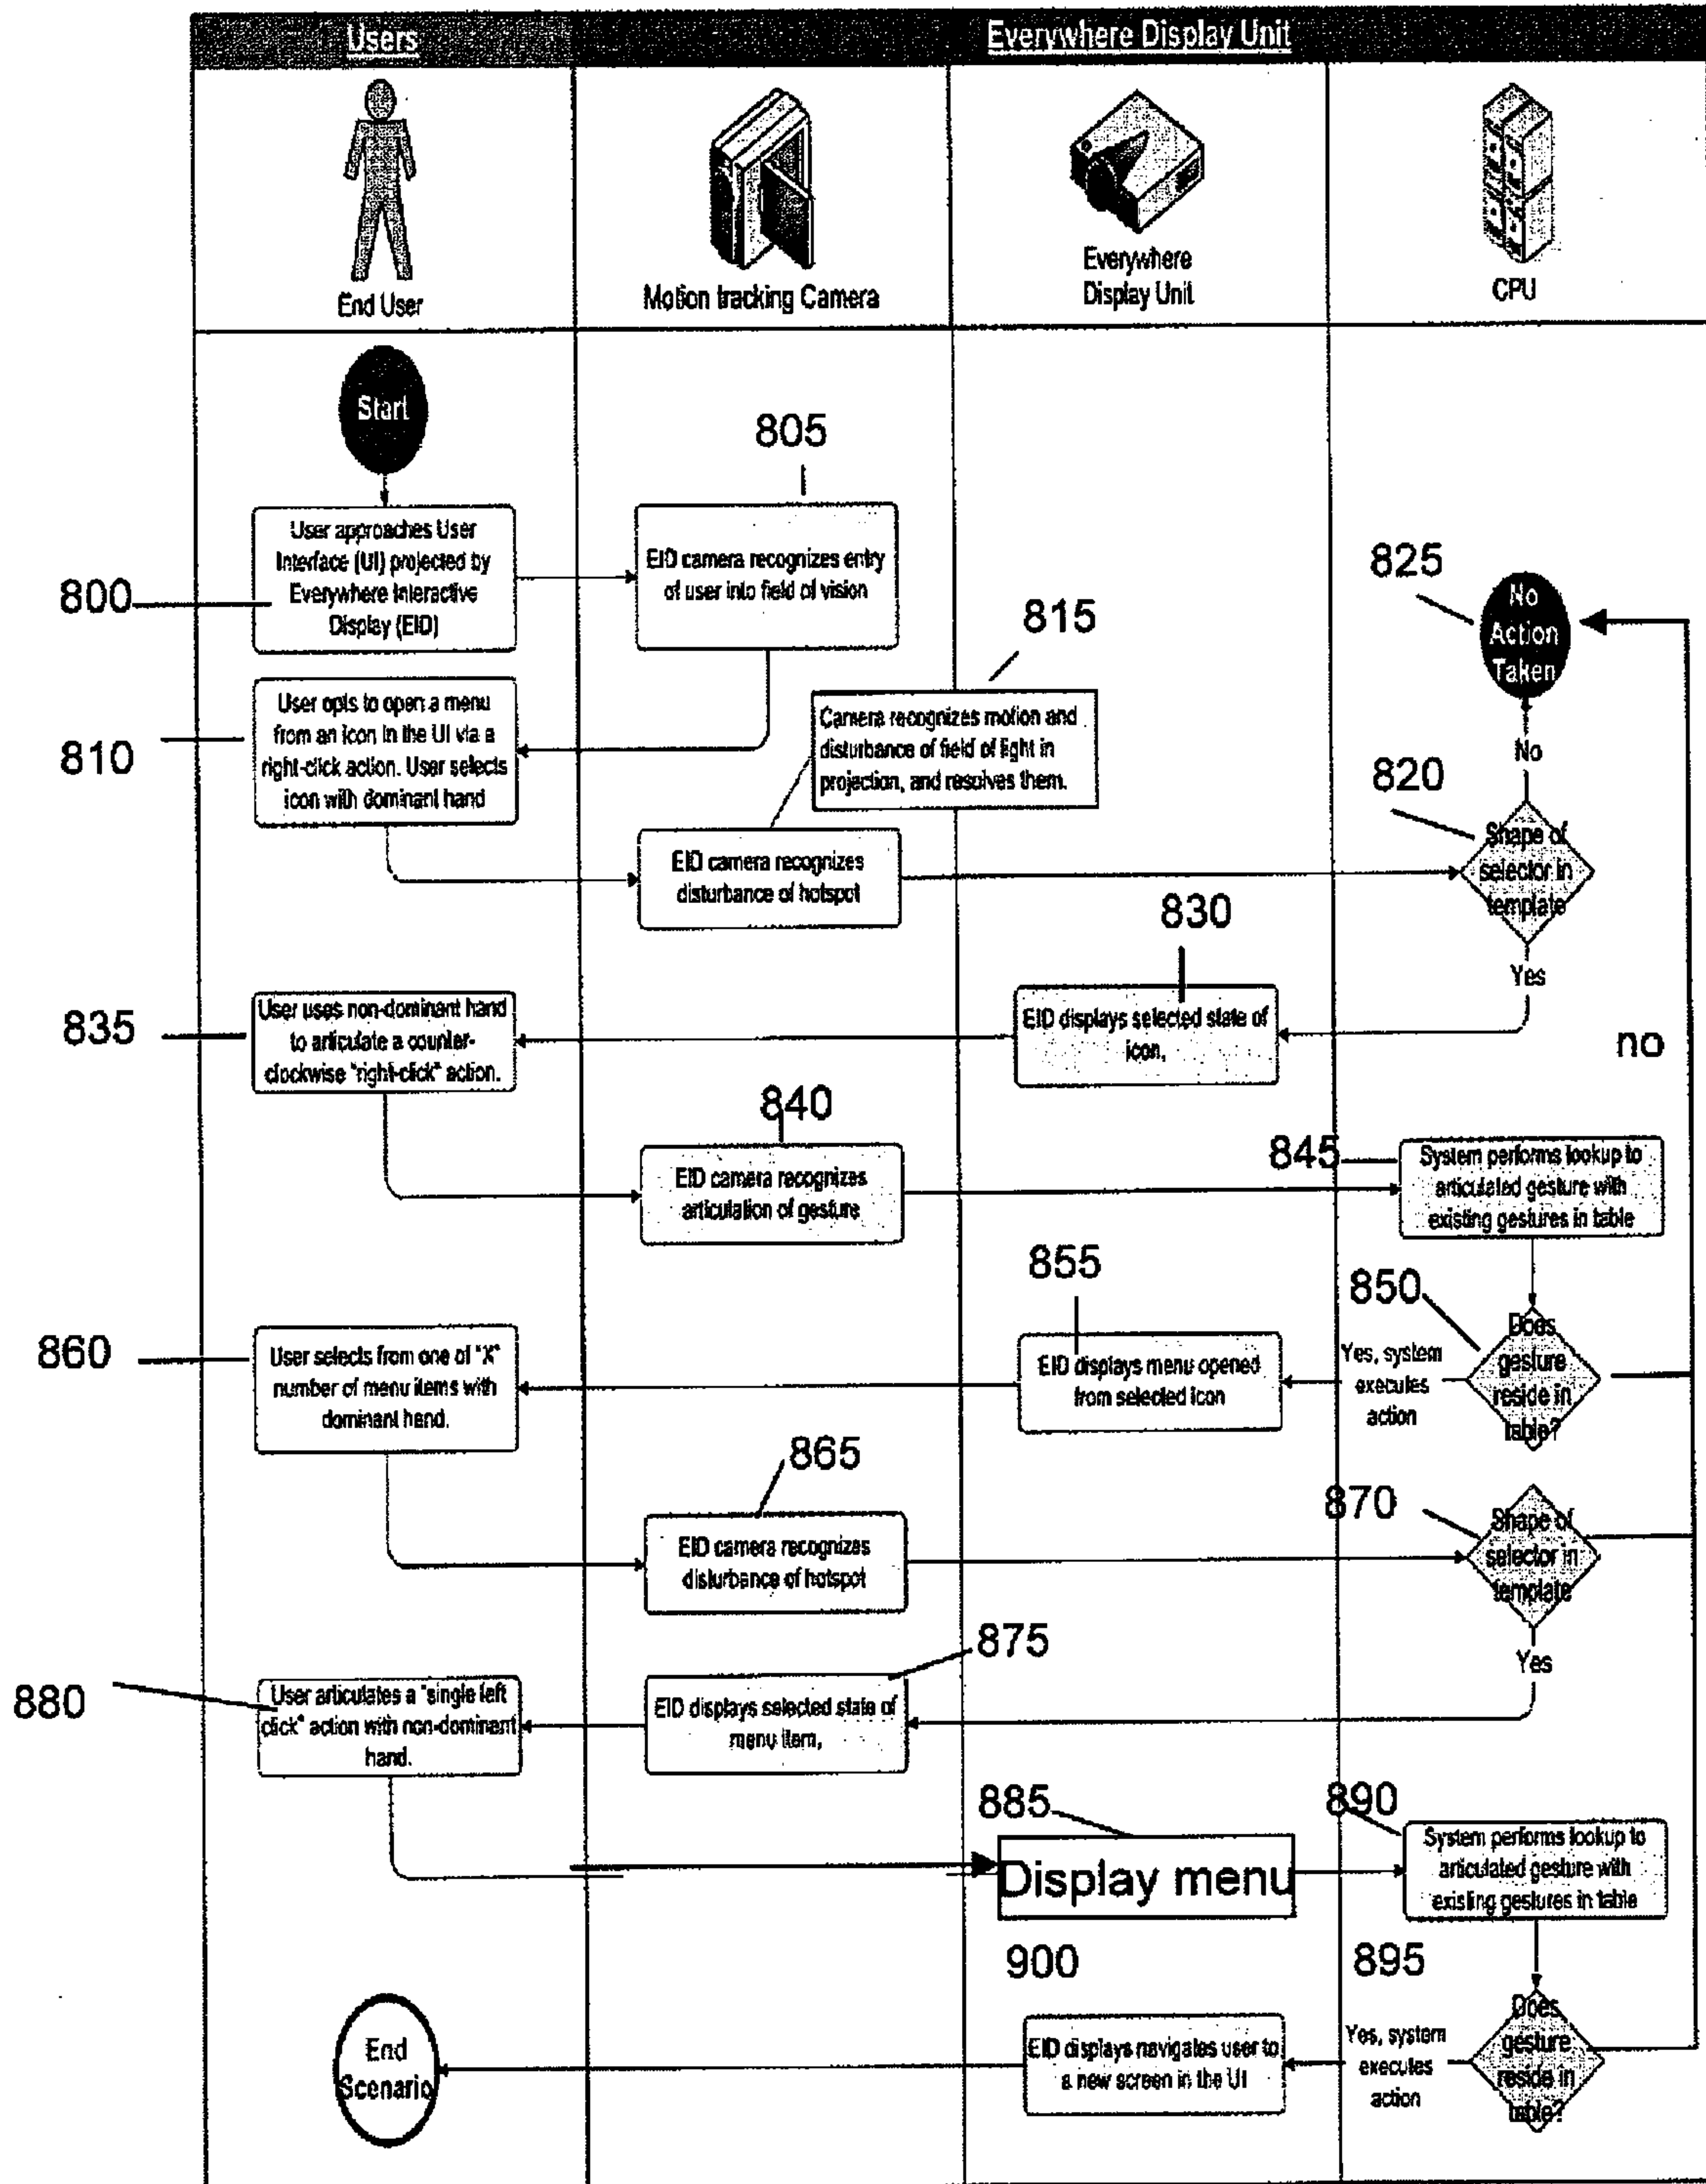 Users
Everywhere Display Unit
End User
Motion tracking Camera
Everywhere
Display Unit
CPU
Start
805
800
User approaches User
Interface (UI) projected by
Everywhere Interactive
Display (EID)
EID camera recognizes entry
of user into field of vision
815
825
No
Action
Taken
810
User opts to open a menu
from an icon in the UI via a
right-click action. User selects
icon with dominant hand
Camera recognizes motion and
disturbance of field of light in
projection, and resolves them.
No
820
EID camera recognizes
disturbance of hotspot
Shape of
selector in
template
830
Yes
835
User uses non-dominant hand
to articulate a counter-
clockwise "right-click" action.
EID displays selected state of
icon,
no
840
EID camera recognizes
articulation of gesture
845
System performs lookup to
articulated gesture with
existing gestures in table
855
850
860
User selects from one of "X"
number of menu items with
dominant hand.
EID displays menu opened
from selected icon
Yes, system
executes
action
Does
gesture
reside in
table?
865
EID camera recognizes
disturbance of hotspot
870
Shape of
selector in
template
875
Yes
880
User articulates a "single left
click" action with non-dominant
hand.
EID displays selected state of
menu item,
885
Display menu
890
System performs lookup to
articulated gesture with
existing gestures in table
900
895
End
Scenario
EID displays navigates user to
a new screen in the UI
Yes, system
executes
action
Does
gesture
reside in
table?